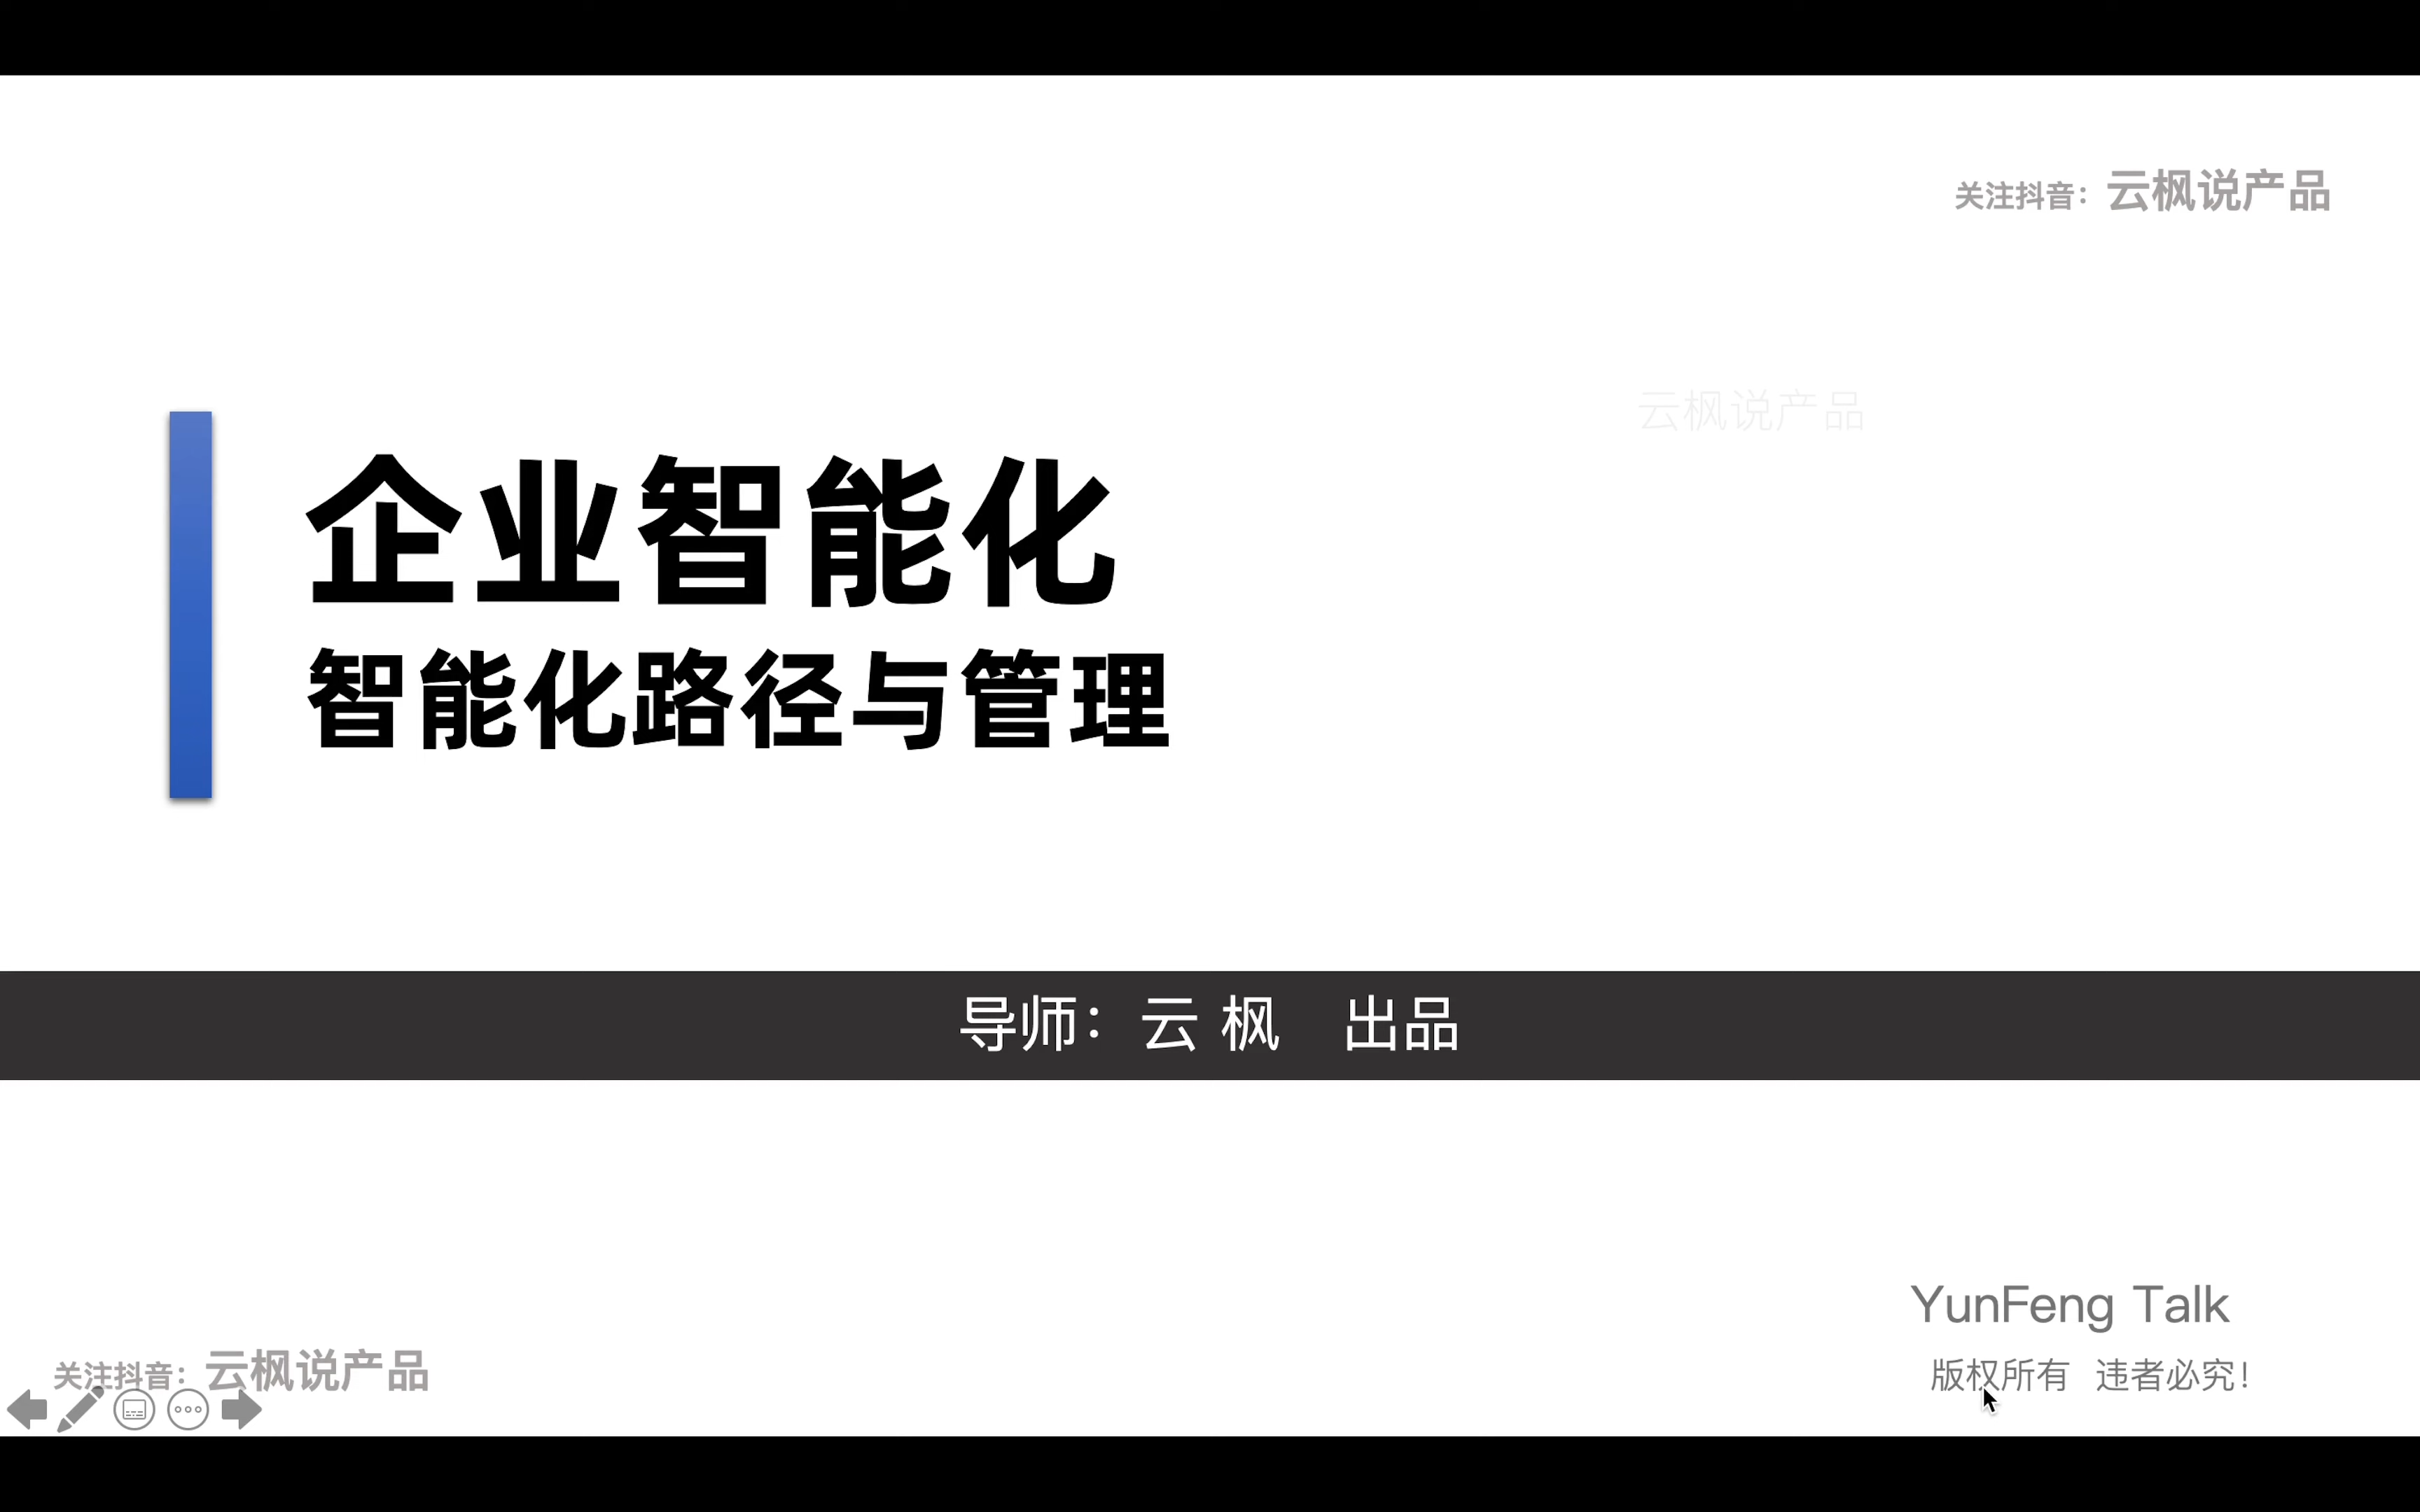 关注抖音：云枫说产品
云枫说产品
企业智能化
智能化路径与管理
导师：云 枫 出品
YunFeng Talk
版权所有 违者必究！
关注抖音：云枫说产品